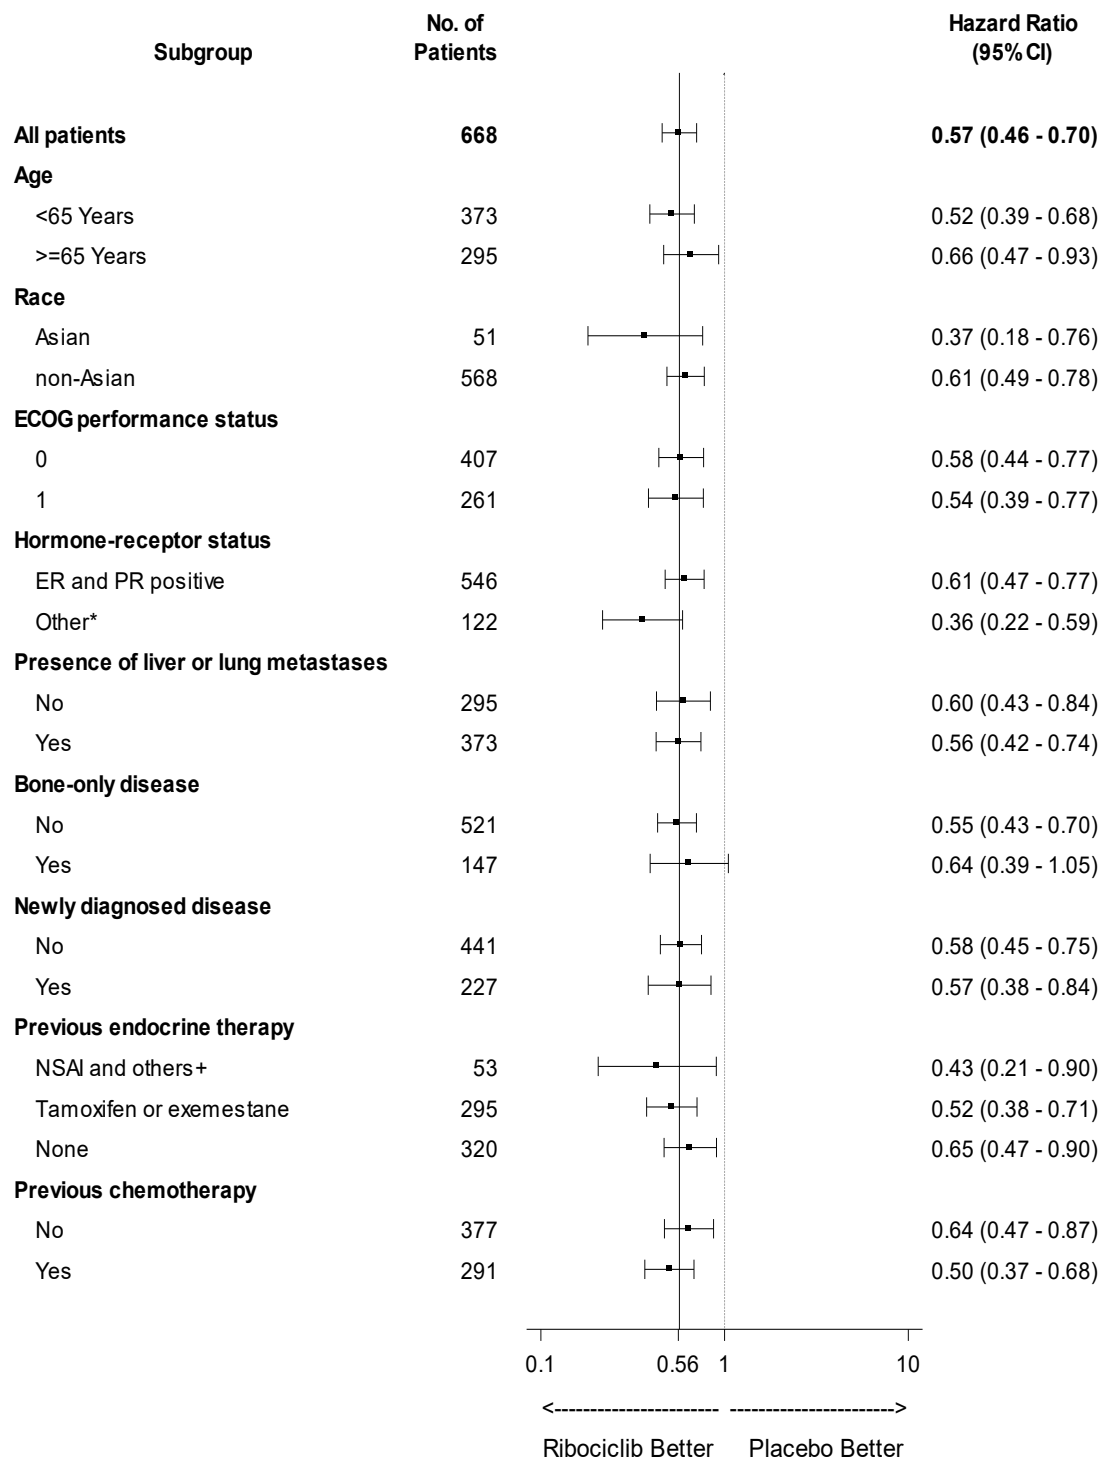 Subgroup No. of Patients Hazard Ratio (95% CI)
All patients 668 0.57 (0.46 - 0.70)
Age
<65 Years 373 0.52 (0.39 - 0.68)
>=65 Years 295 0.66 (0.47 - 0.93)
Race
Asian 51 0.37 (0.18 - 0.76)
non-Asian 568 0.61 (0.49 - 0.78)
ECOG performance status
0 407 0.58 (0.44 - 0.77)
1 261 0.54 (0.39 - 0.77)
Hormone-receptor status
ER and PR positive 546 0.61 (0.47 - 0.77)
Other* 122 0.36 (0.22 - 0.59)
Presence of liver or lung metastases
No 295 0.60 (0.43 - 0.84)
Yes 373 0.56 (0.42 - 0.74)
Bone-only disease
No 521 0.55 (0.43 - 0.70)
Yes 147 0.64 (0.39 - 1.05)
Newly diagnosed disease
No 441 0.58 (0.45 - 0.75)
Yes 227 0.57 (0.38 - 0.84)
Previous endocrine therapy
NSAI and others+ 53 0.43 (0.21 - 0.90)
Tamoxifen or exemestane 295 0.52 (0.38 - 0.71)
None 320 0.65 (0.47 - 0.90)
Previous chemotherapy
No 377 0.64 (0.47 - 0.87)
Yes 291 0.50 (0.37 - 0.68)
0.1 0.56 1 10
Ribociclib Better Placebo Better